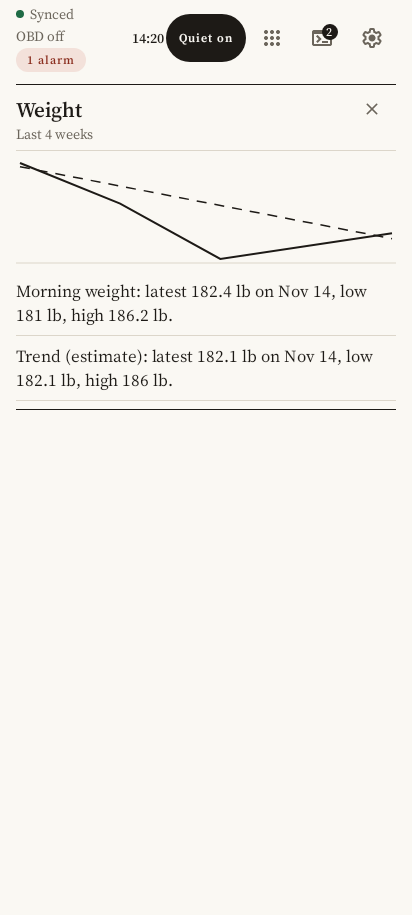 Synced
OBD off
1 alarm
14:20
Quiet on
2
Weight
Last 4 weeks
Morning weight: latest 182.4 lb on Nov 14, low
181 lb, high 186.2 lb.
Trend (estimate): latest 182.1 lb on Nov 14, low
182.1 lb, high 186 lb.